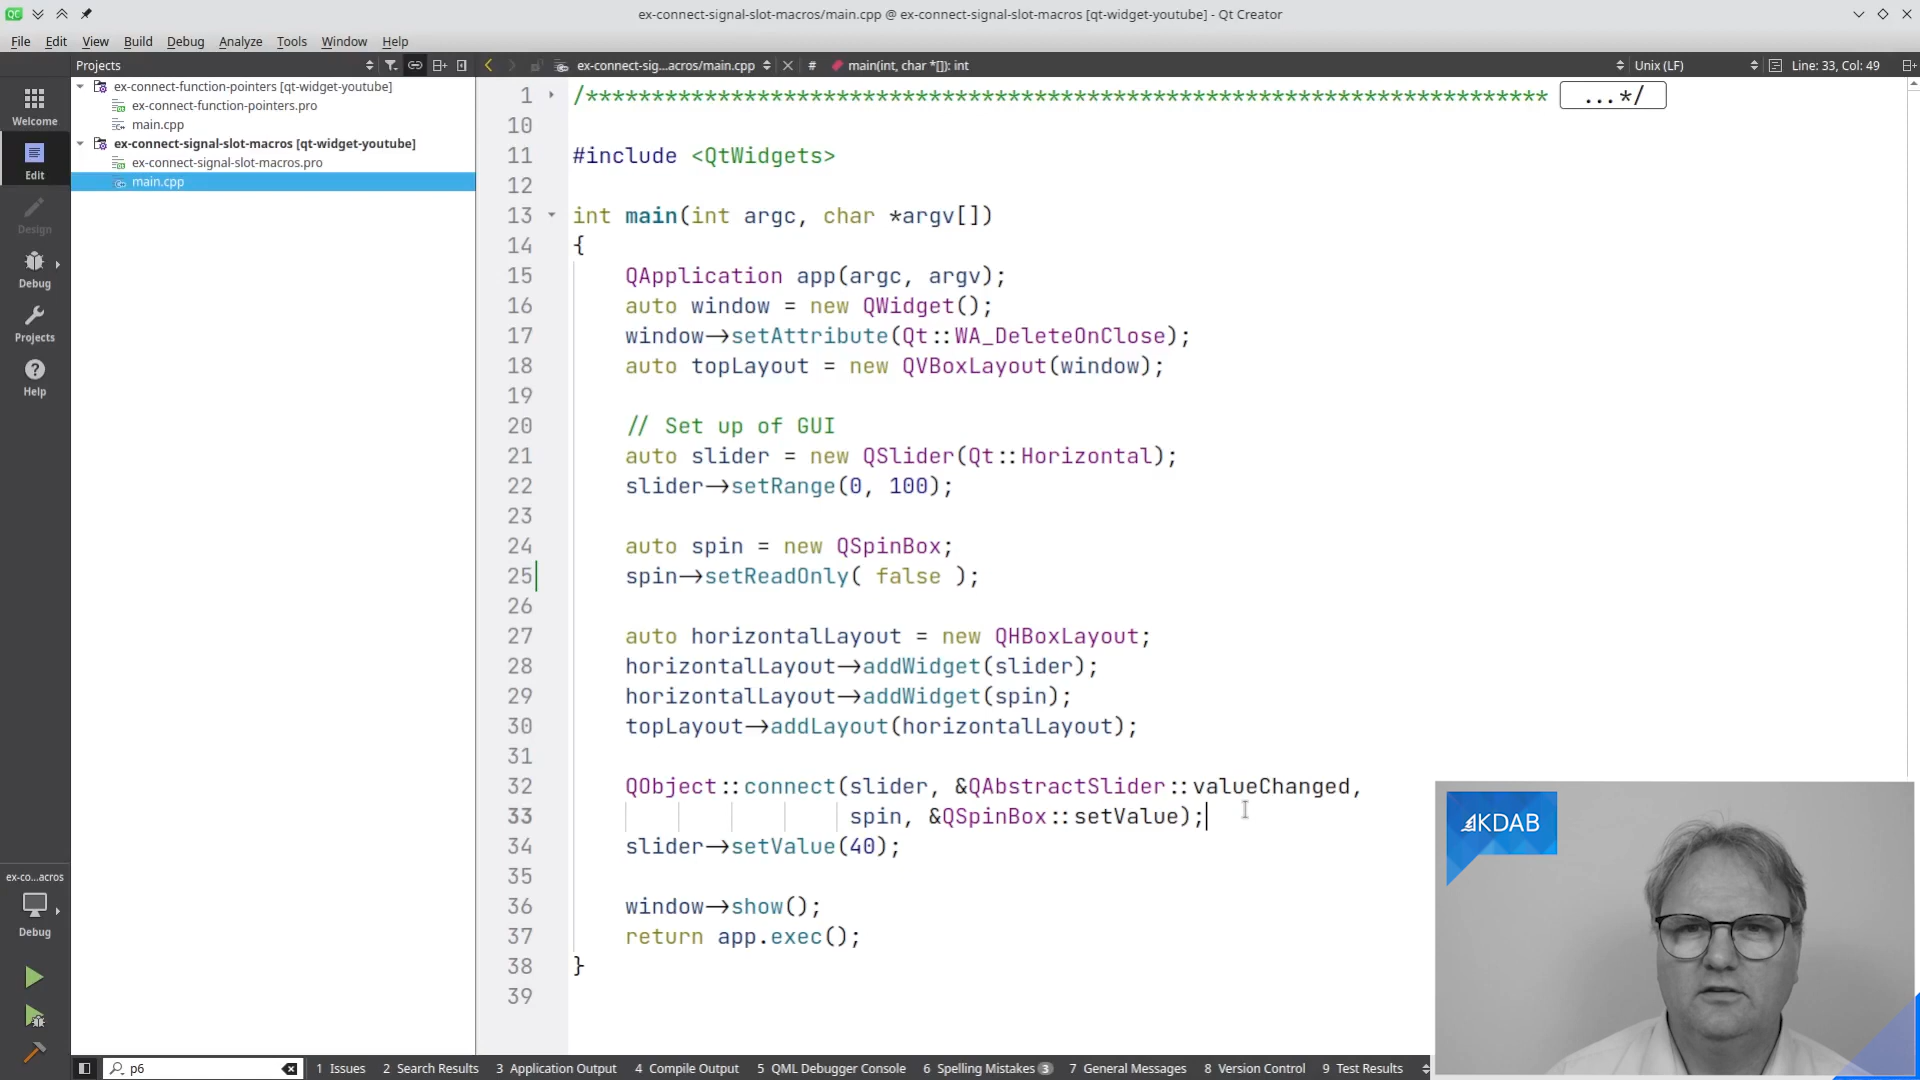 ex-connect-signal-slot-macros/main.cpp @ ex-connect-signal-slot-macros [qt-widget-youtube] - Qt Creator
File Edit View Build Debug Analyze Tools Window Help
Projects
ex-connect-sig...acros/main.cpp # main(int, char *[]): int Unix (LF) Line: 33, Col: 49
Welcome
Edit
Design
Debug
Projects
Help
ex-co...acros
Debug
ex-connect-function-pointers [qt-widget-youtube]
ex-connect-function-pointers.pro
main.cpp
ex-connect-signal-slot-macros [qt-widget-youtube]
ex-connect-signal-slot-macros.pro
main.cpp
1 /************************************************************************* ...*/
10
11 #include <QtWidgets>
12
13 int main(int argc, char *argv[])
14 {
15 QApplication app(argc, argv);
16 auto window = new QWidget();
17 window->setAttribute(Qt::WA_DeleteOnClose);
18 auto topLayout = new QVBoxLayout(window);
19
20 // Set up of GUI
21 auto slider = new QSlider(Qt::Horizontal);
22 slider->setRange(0, 100);
23
24 auto spin = new QSpinBox;
25 spin->setReadOnly( false );
26
27 auto horizontalLayout = new QHBoxLayout;
28 horizontalLayout->addWidget(slider);
29 horizontalLayout->addWidget(spin);
30 topLayout->addLayout(horizontalLayout);
31
32 QObject::connect(slider, &QAbstractSlider::valueChanged,
33 spin, &QSpinBox::setValue);
34 slider->setValue(40);
35
36 window->show();
37 return app.exec();
38 }
39
KDAB
p6 1 Issues 2 Search Results 3 Application Output 4 Compile Output 5 QML Debugger Console 6 Spelling Mistakes 3 7 General Messages 8 Version Control 9 Test Results